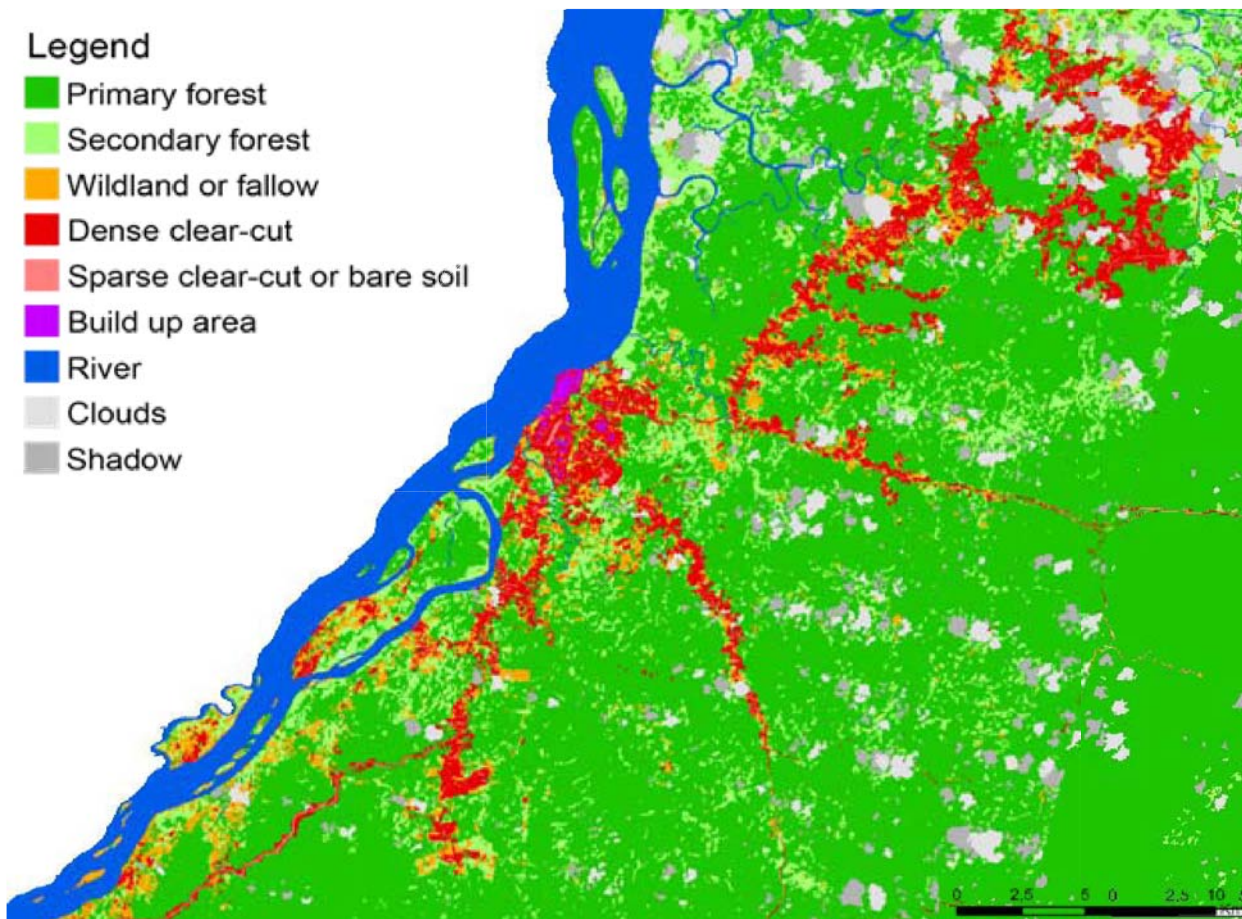 Legend
Primary forest
Secondary forest
Wildland or fallow
Dense clear-cut
Sparse clear-cut or bare soil
Build up area
River
Clouds
Shadow
0 2,5 5 0 2,5 10